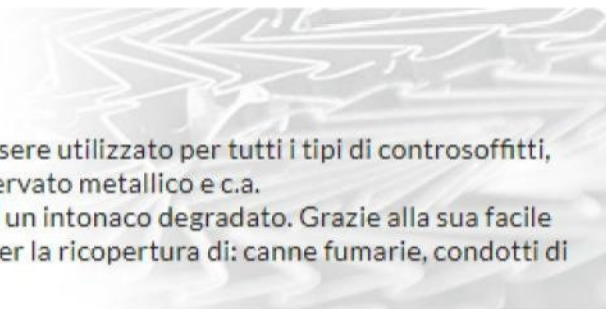 sere utilizzato per tutti i tipi di controsoffitti,
ervato metallico e c.a.
un intonaco degradato. Grazie alla sua facile
er la ricopertura di: canne fumarie, condotti di